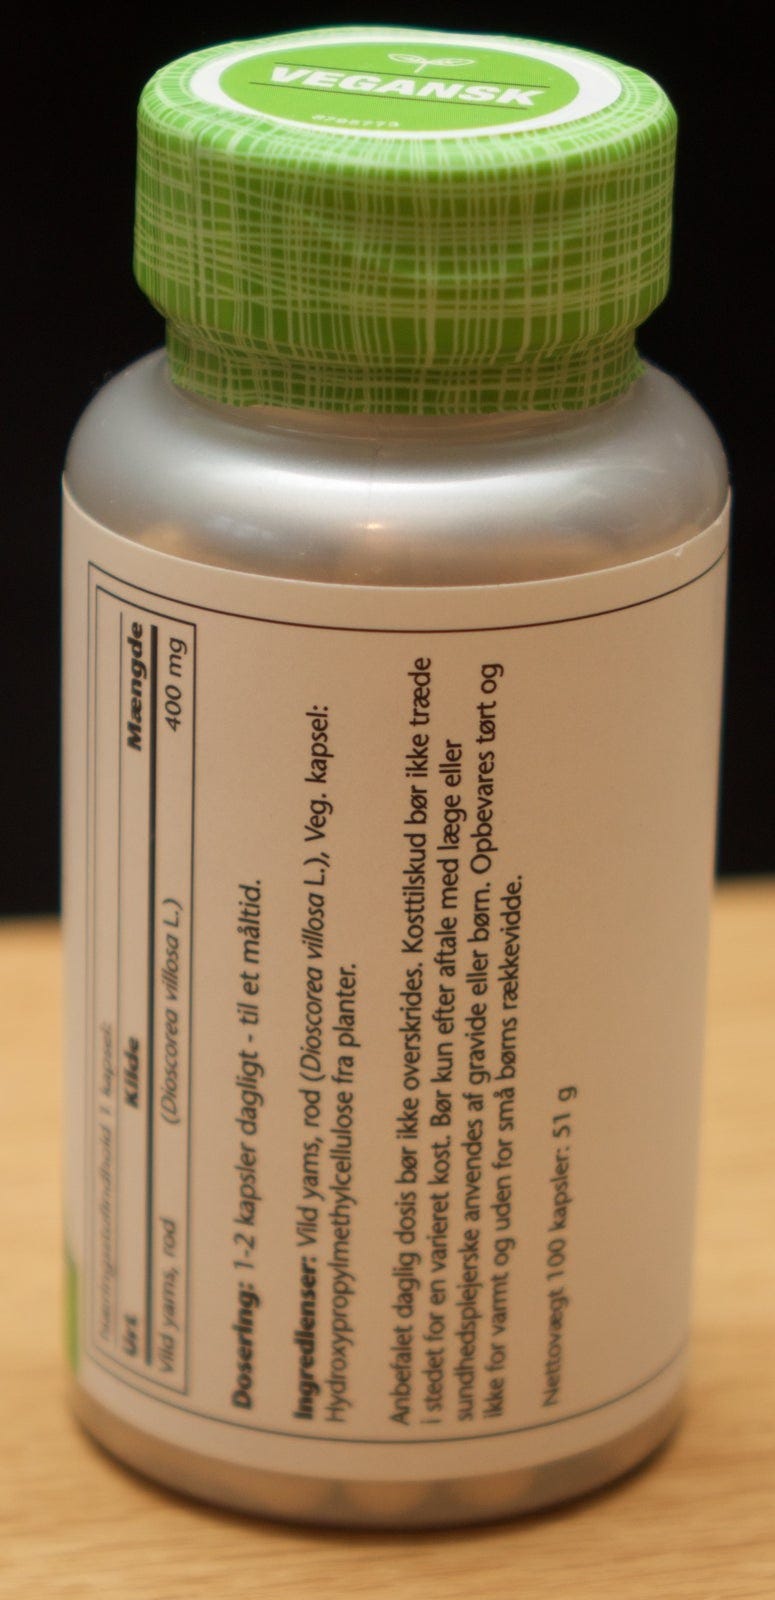 VEGANSK
Næringsstofindhold 1 kapsel:
Urt Kilde Mængde
Vild yams, rod (Dioscorea villosa L.) 400 mg
Dosering: 1-2 kapsler dagligt - til et måltid.
Ingredienser: Vild yams, rod (Dioscorea villosa L.), Veg. kapsel:
Hydroxypropylmethylcellulose fra planter.
Anbefalet daglig dosis bør ikke overskrides. Kosttilskud bør ikke træde
i stedet for en varieret kost. Bør kun efter aftale med læge eller
sundhedsplejerske anvendes af gravide eller børn. Opbevares tørt og
ikke for varmt og uden for små børns rækkevidde.
Nettovægt 100 kapsler: 51 g